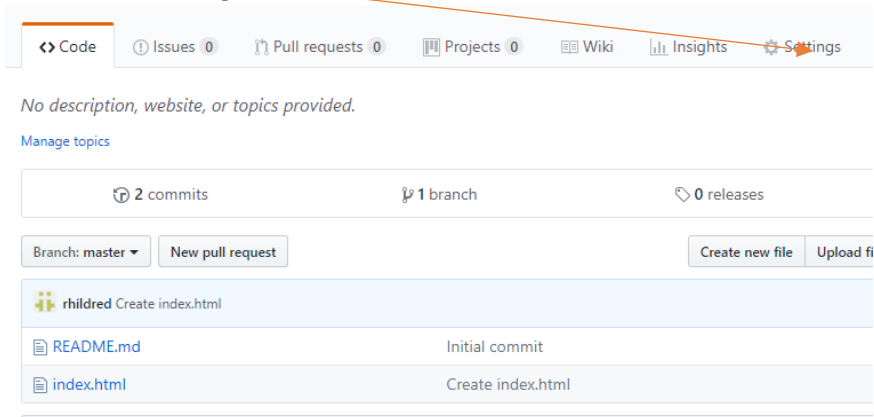 Code Issues 0 Pull requests 0 Projects 0 Wiki Insights Settings
No description, website, or topics provided.
Manage topics
2 commits 1 branch 0 releases
Branch: master New pull request Create new file Upload fi
rhildred Create index.html
README.md Initial commit
index.html Create index.html